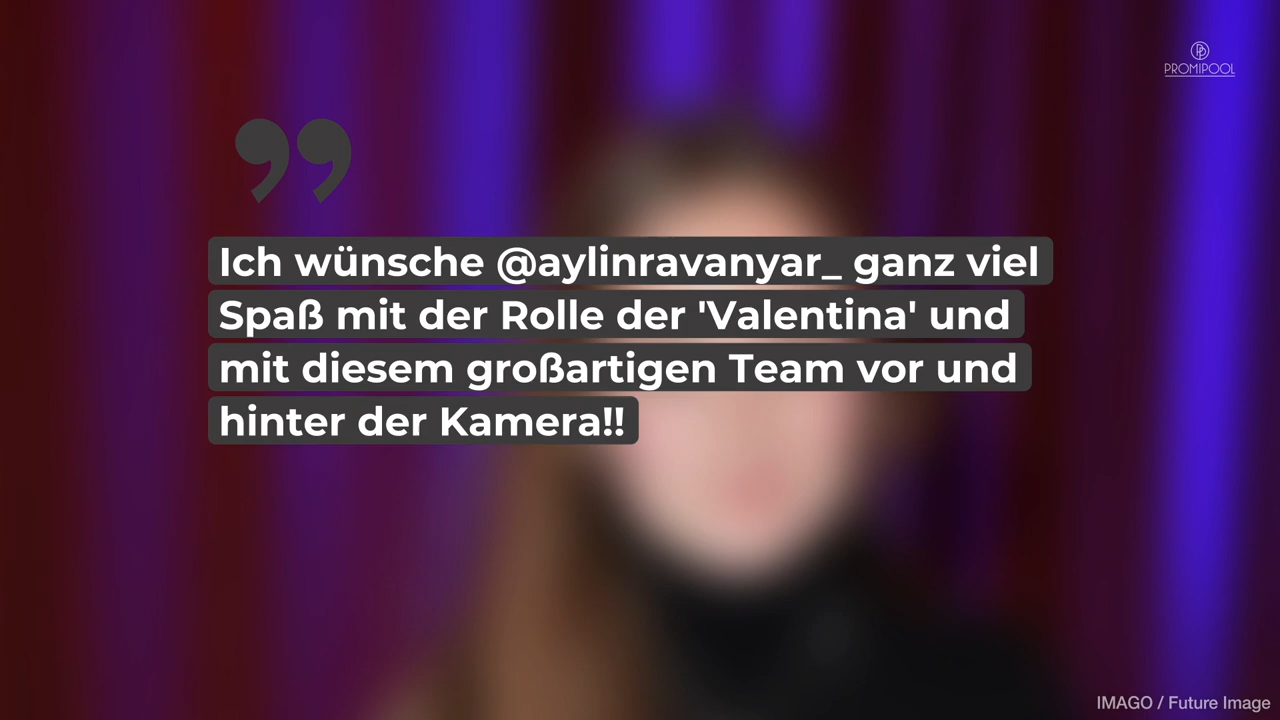 PROMIPOOL
”
Ich wünsche @aylinravanyar_ ganz viel
Spaß mit der Rolle der 'Valentina' und
mit diesem großartigen Team vor und
hinter der Kamera!!
IMAGO / Future Image